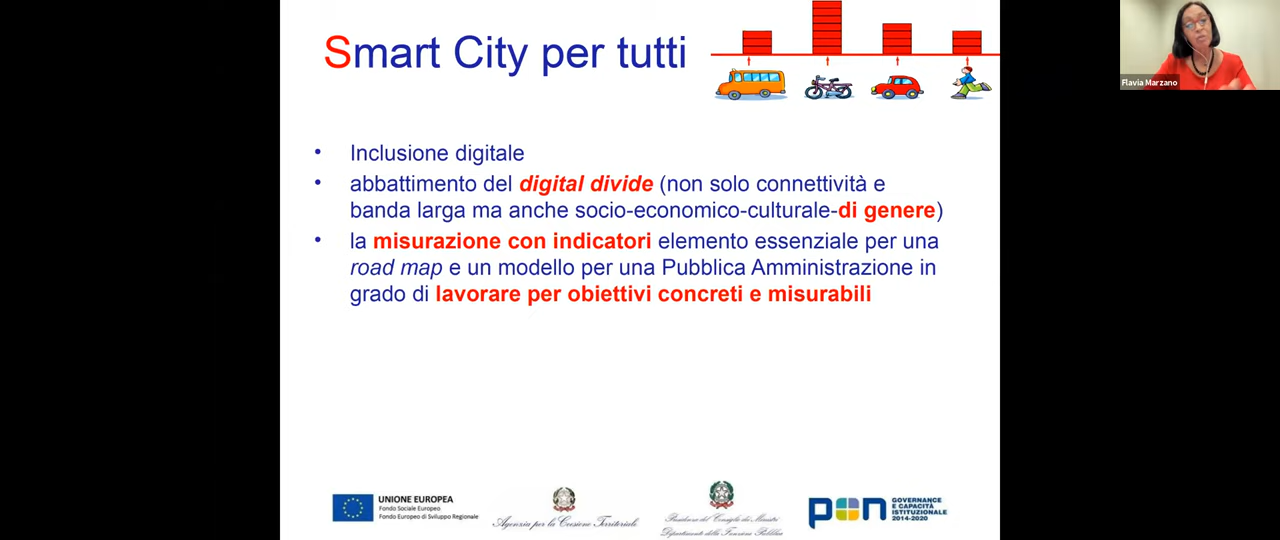 Smart City per tutti
Flavia Marzano
• Inclusione digitale
• abbattimento del digital divide (non solo connettività e
banda larga ma anche socio-economico-culturale-di genere)
• la misurazione con indicatori elemento essenziale per una
road map e un modello per una Pubblica Amministrazione in
grado di lavorare per obiettivi concreti e misurabili
UNIONE EUROPEA
Fondo Sociale Europeo
Fondo Europeo di Sviluppo Regionale
Agenzia per la Coesione Territoriale
Presidenza del Consiglio dei Ministri
Dipartimento della Funzione Pubblica
pon
GOVERNANCE
E CAPACITÀ
ISTITUZIONALE
2014-2020